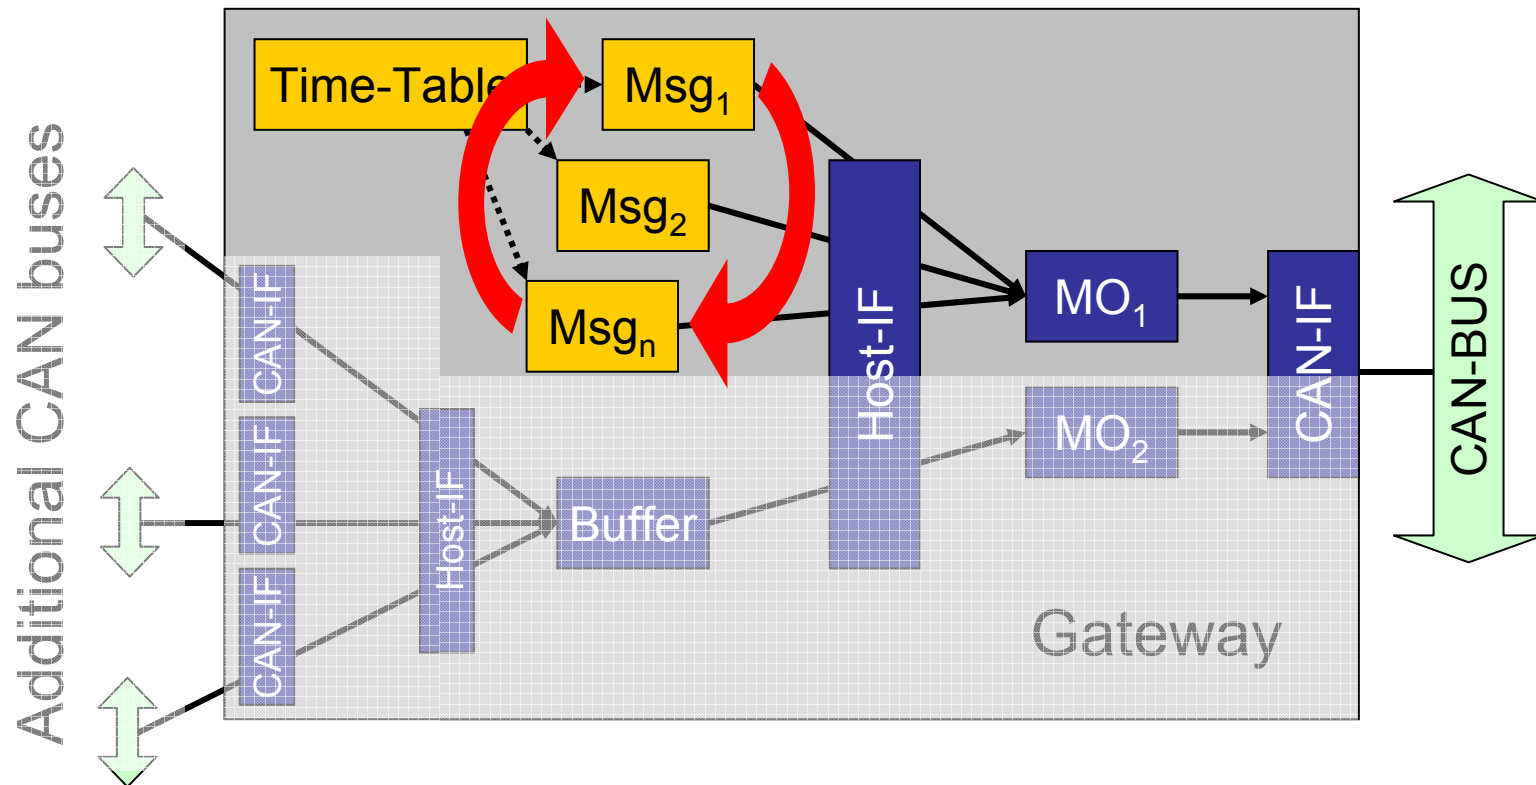 Time-Table
Msg1
Msg2
Msgn
Host-IF
MO1
CAN-IF
CAN-BUS
Additional CAN buses
CAN-IF
CAN-IF
CAN-IF
Host-IF
Buffer
MO2
Gateway